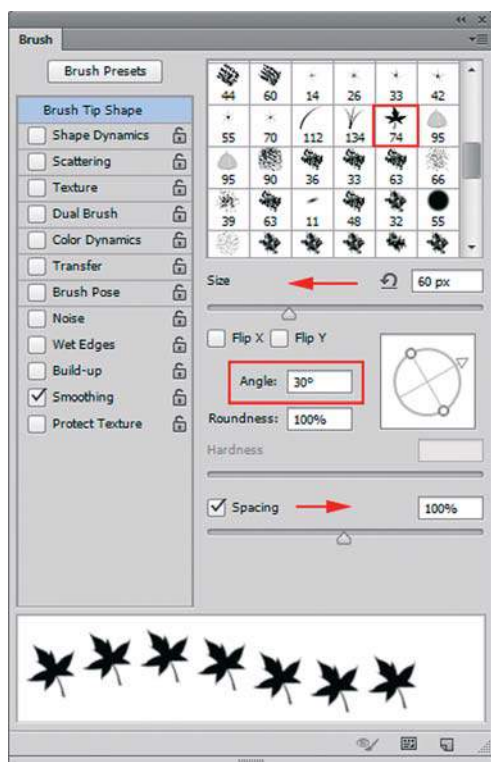 Brush
Brush Presets
Brush Tip Shape
Shape Dynamics
Scattering
Texture
Dual Brush
Color Dynamics
Transfer
Brush Pose
Noise
Wet Edges
Build-up
Smoothing
Protect Texture
44 60 14 26 33 42
55 70 112 134 74 95
95 90 36 33 63 66
39 63 11 48 32 55
Size 60 px
Flip X Flip Y
Angle: 30º
Roundness: 100%
Hardness
Spacing 100%